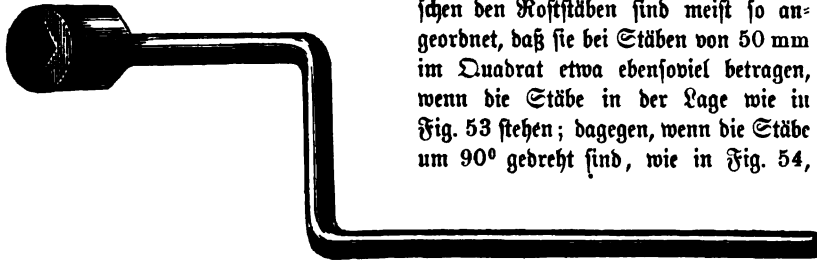 ſchen den Roſtſtäben ſind meiſt ſo an⸗
geordnet, daß ſie bei Stäben von 50 mm
im Quadrat etwa ebenſoviel betragen,
wenn die Stäbe in der Lage wie in
Fig. 53 ſtehen; dagegen, wenn die Stäbe
um 90⁰ gedreht ſind, wie in Fig. 54,